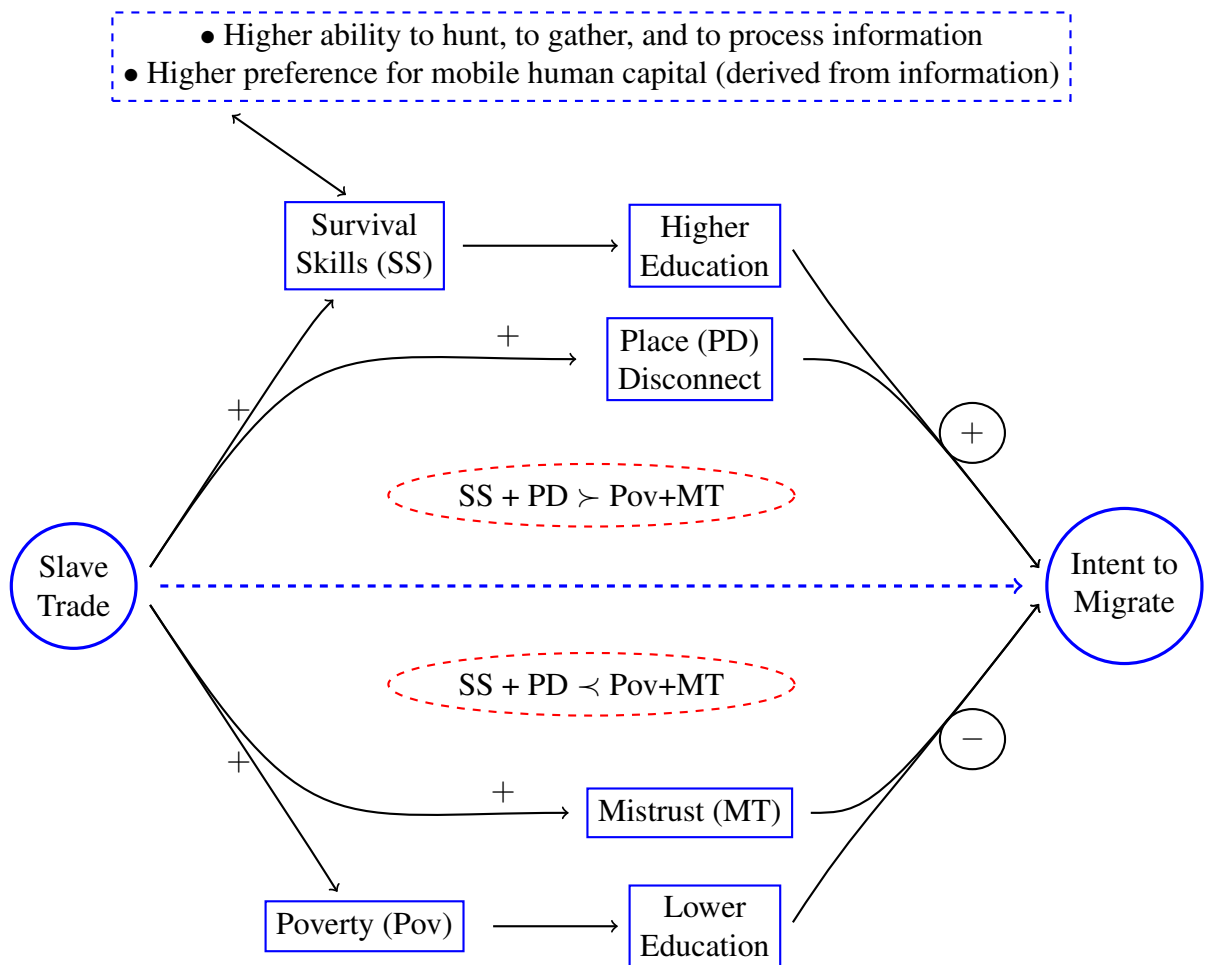 • Higher ability to hunt, to gather, and to process information
• Higher preference for mobile human capital (derived from information)
Survival
Skills (SS)
Higher
Education
Place (PD)
Disconnect
+
+
+
SS + PD ≻ Pov+MT
Slave
Trade
Intent to
Migrate
SS + PD ≺ Pov+MT
−
+
+
Mistrust (MT)
Poverty (Pov)
Lower
Education